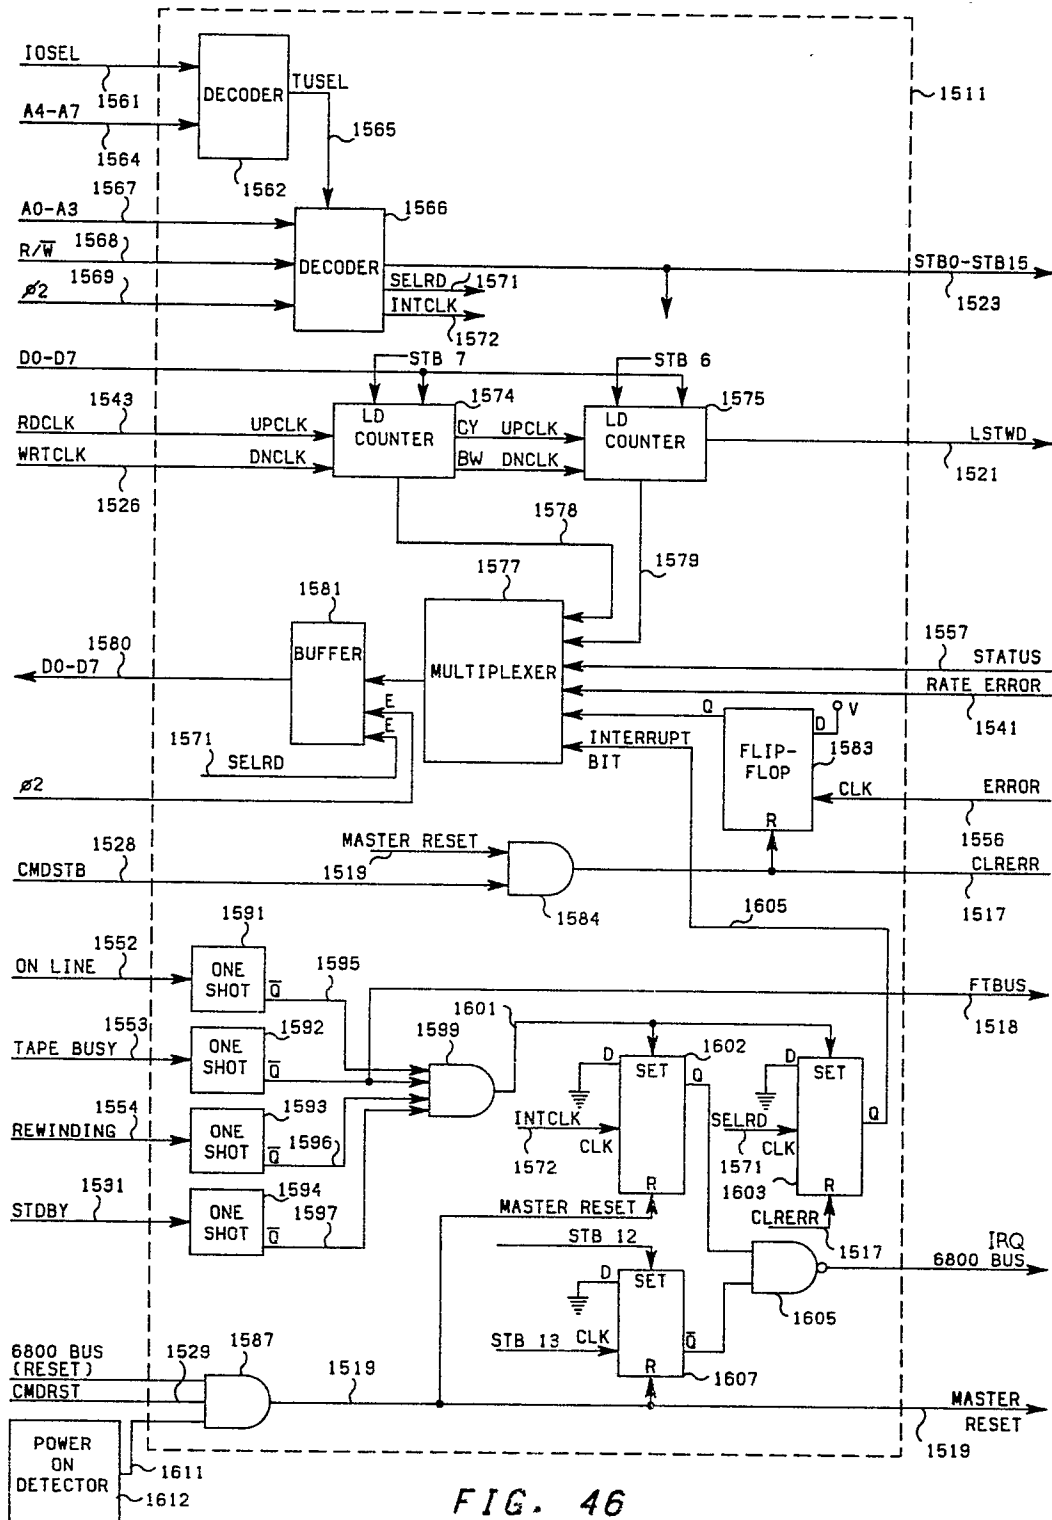 IOSEL
1561
A4-A7
1564
DECODER
1562
TUSEL
1565
1511
1567
A0-A3
R/W̅ 1568
1569
ø2
1566
DECODER
SELRD
1571
INTCLK
1572
STB0-STB15
1523
D0-D7
STB 7
STB 6
1543
RDCLK
UPCLK
WRTCLK
DNCLK
1526
1574
LD
COUNTER
CY UPCLK
BW DNCLK
1575
LD
COUNTER
LSTWD
1521
1578
1579
1577
MULTIPLEXER
1581
BUFFER
1580
D0-D7
E
E
1571
SELRD
ø2
1557
STATUS
RATE ERROR
1541
Q
INTERRUPT
BIT
D
V
FLIP-
FLOP
1583
CLK
R
ERROR
1556
MASTER RESET
1519
1528
CMDSTB
1584
CLRERR
1517
1605
1591
1552
ON LINE
ONE
SHOT
Q̅
1595
1592
1553
TAPE BUSY
ONE
SHOT
Q̅
1593
1554
REWINDING
ONE
SHOT
Q̅
1596
1594
1531
STDBY
ONE
SHOT
Q̅
1597
1599
1601
FTBUS
1518
1602
D
SET
Q
INTCLK
1572
CLK
R
MASTER RESET
D
SET
Q
SELRD
1571
CLK
1603
R
CLRERR
1517
STB 12
D
SET
STB 13
CLK
Q̅
R
1607
IRQ
6800 BUS
1605
6800 BUS
(RESET)
1529
CMDRST
1587
1519
MASTER
RESET
1519
POWER
ON
DETECTOR
1611
1612
FIG. 46